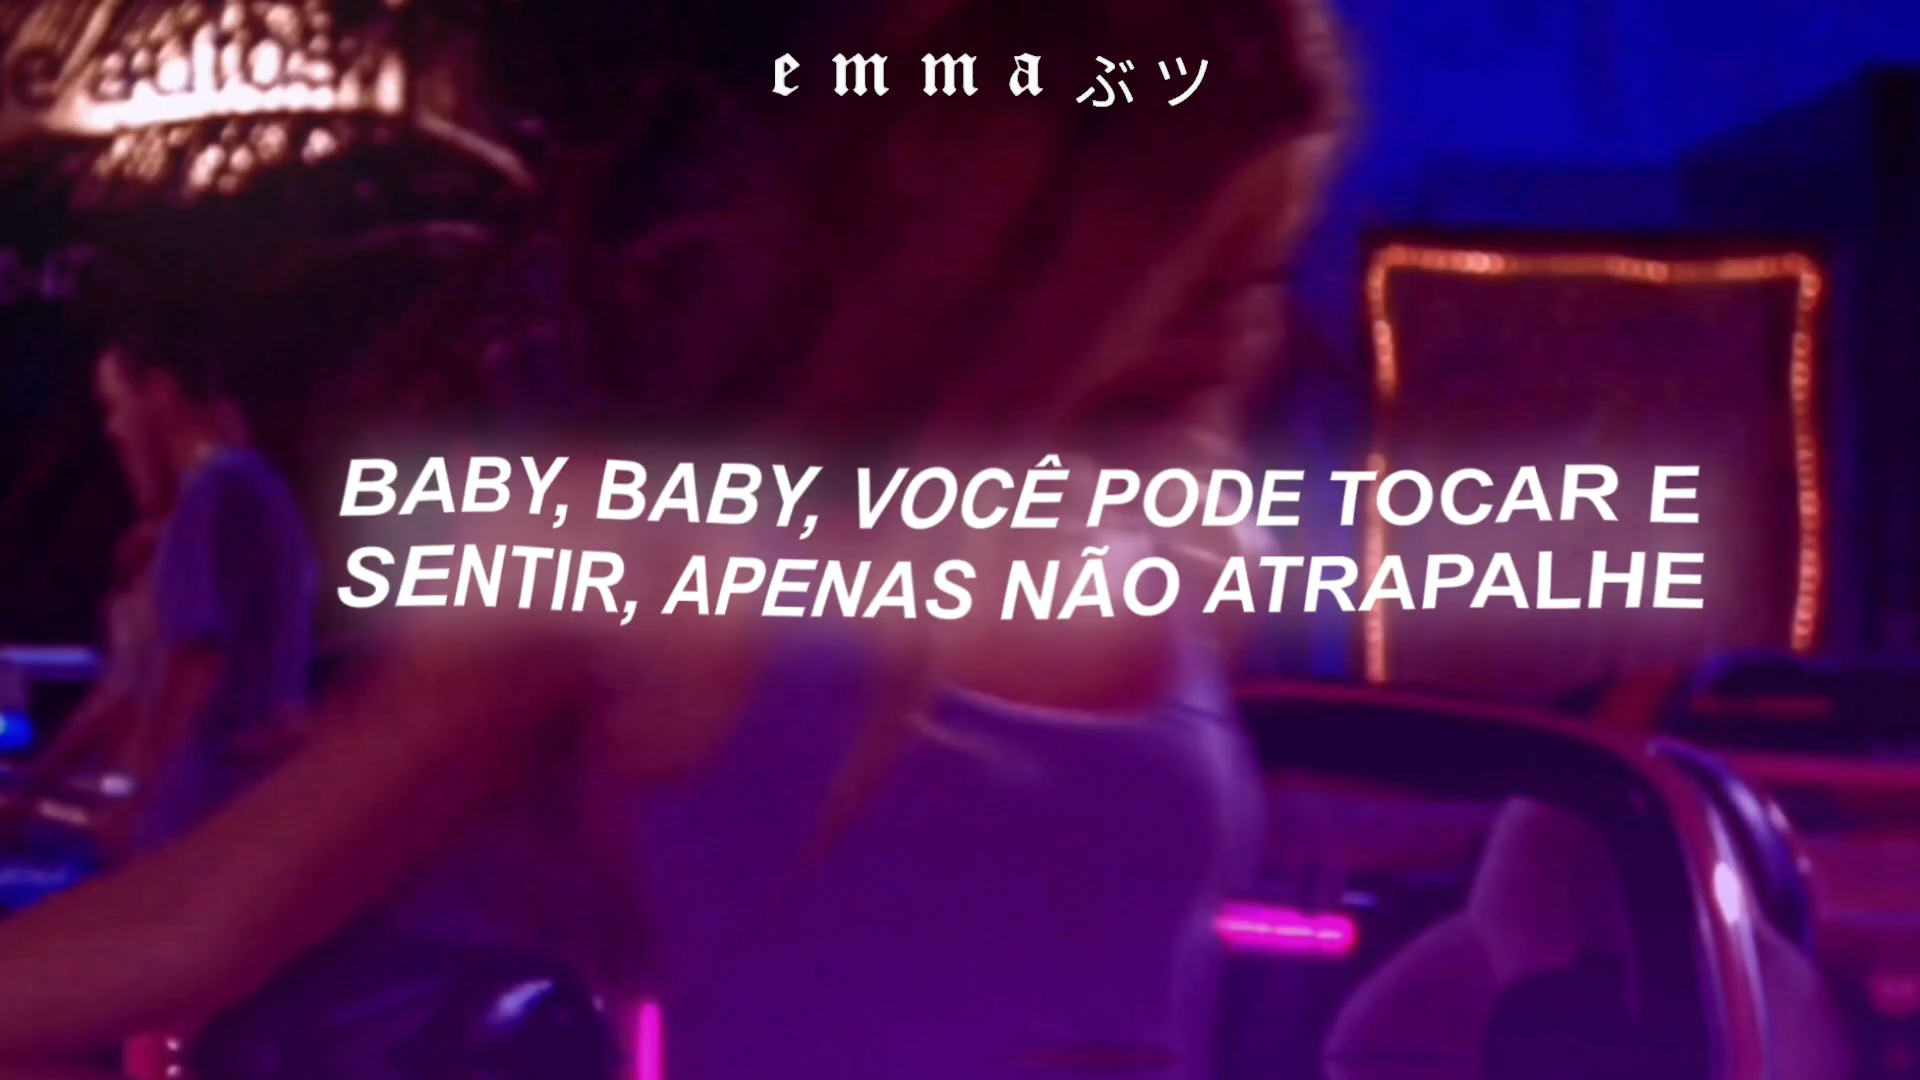 e m m a ぶ ツ
BABY, BABY, VOCÊ PODE TOCAR E
SENTIR, APENAS NÃO ATRAPALHE